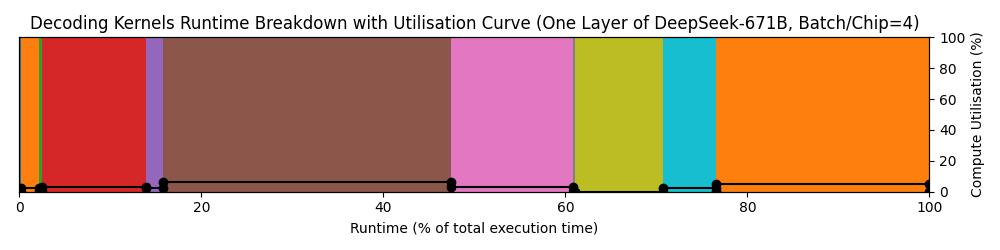 Decoding Kernels Runtime Breakdown with Utilisation Curve (One Layer of DeepSeek-671B, Batch/Chip=4)
100
80
60
40
20
0
Compute Utilisation (%)
0 20 40 60 80 100
Runtime (% of total execution time)